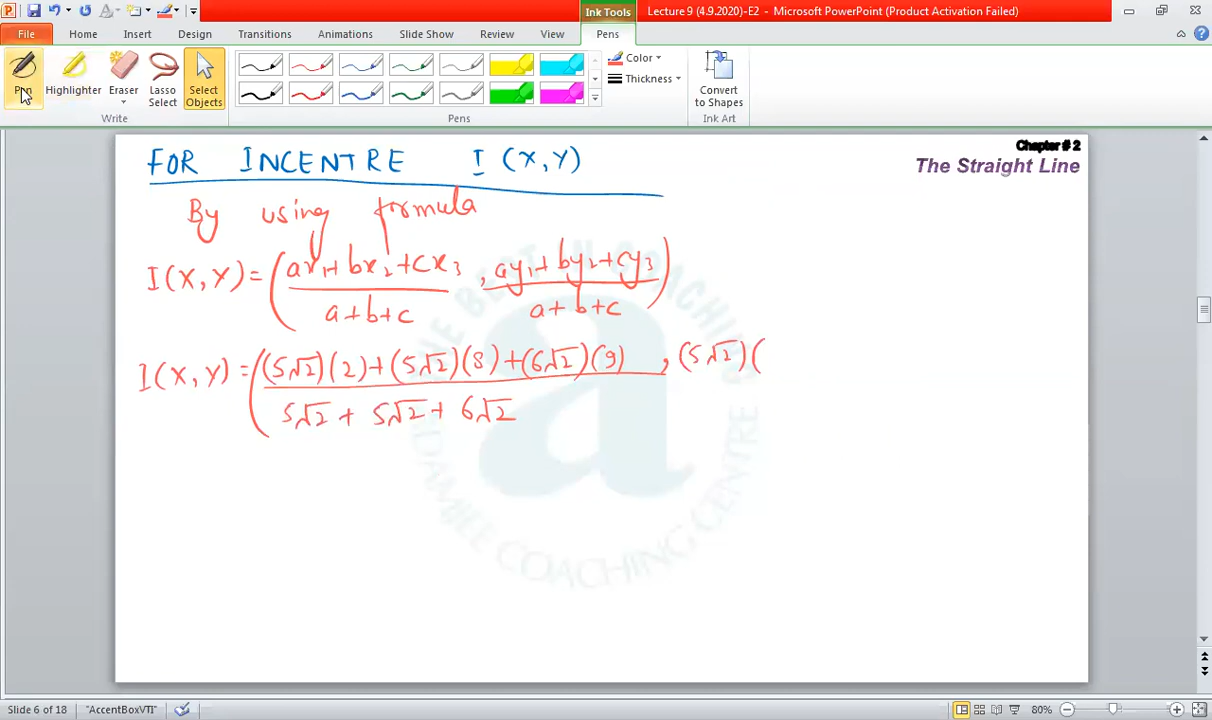 Ink Tools
Lecture 9 (4.9.2020)-E2 - Microsoft PowerPoint (Product Activation Failed)
File Home Insert Design Transitions Animations Slide Show Review View Pens
Pen Highlighter Eraser Lasso Select Select Objects
Color
Thickness
Convert to Shapes
Write Pens Ink Art
Chapter # 2
The Straight Line
FOR INCENTRE I (X,Y)
By using formula
I(X,Y)=(ax₁+bx₂+cx₃/a+b+c , ay₁+by₂+cy₃/a+b+c)
I(X,Y)=((5√2)(2)+(5√2)(8)+(6√2)(9)/5√2+5√2+6√2 , (5√2)(
a
ADAMJEE COACHING CENTRE
Slide 6 of 18 "AccentBoxVTI" 80%